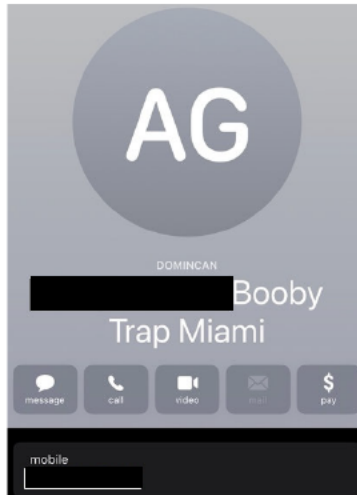 AG
DOMINCAN
Booby
Trap Miami
message call video mail pay
mobile